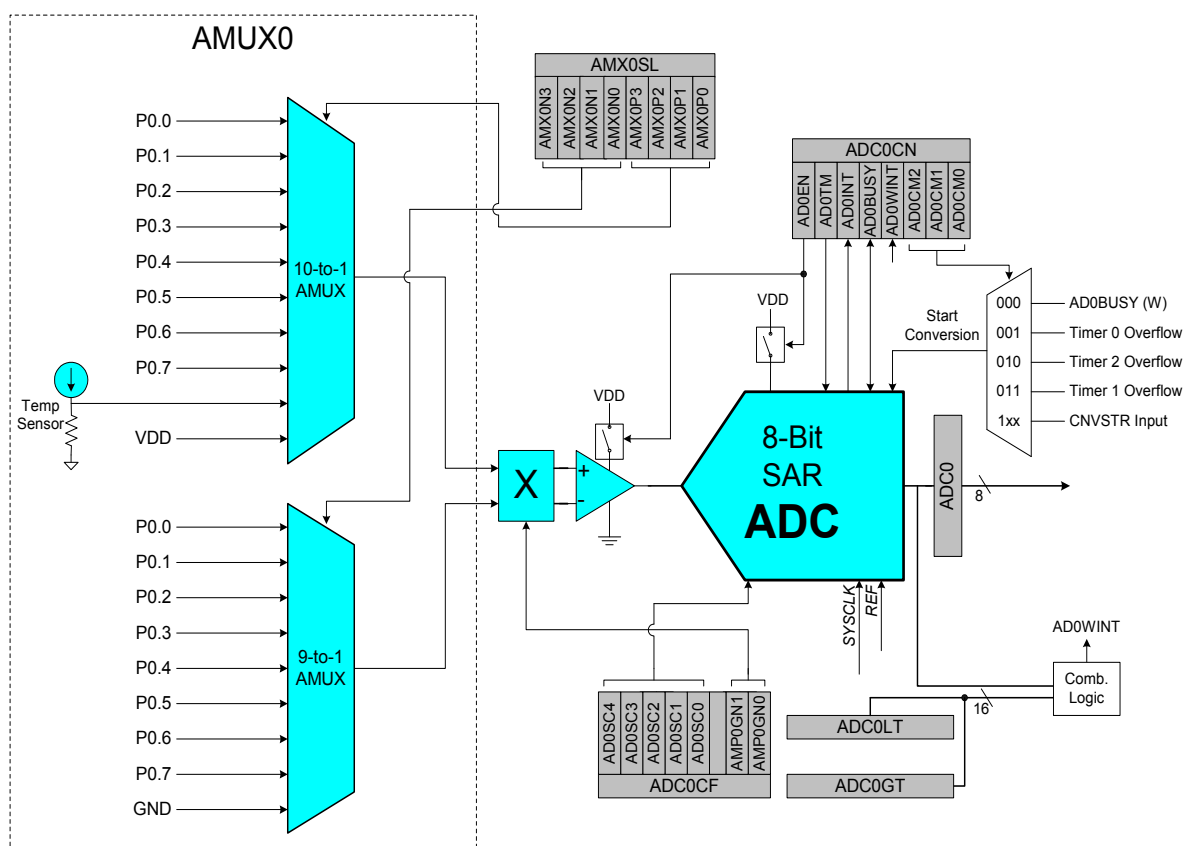 AMUX0
P0.0
P0.1
P0.2
P0.3
P0.4
P0.5
P0.6
P0.7
Temp
Sensor
VDD
10-to-1
AMUX
P0.0
P0.1
P0.2
P0.3
P0.4
P0.5
P0.6
P0.7
GND
9-to-1
AMUX
AMX0SL
AMX0N3
AMX0N2
AMX0N1
AMX0N0
AMX0P3
AMX0P2
AMX0P1
AMX0P0
ADC0CN
AD0EN
AD0TM
AD0INT
AD0BUSY
AD0WINT
AD0CM2
AD0CM1
AD0CM0
VDD
VDD
Start
Conversion
000
AD0BUSY (W)
001
Timer 0 Overflow
010
Timer 2 Overflow
011
Timer 1 Overflow
1xx
CNVSTR Input
X
+
-
8-Bit
SAR
ADC
ADC0
8
SYSCLK
REF
AD0WINT
Comb.
Logic
16
ADC0LT
ADC0GT
AD0SC4
AD0SC3
AD0SC2
AD0SC1
AD0SC0
AMP0GN1
AMP0GN0
ADC0CF